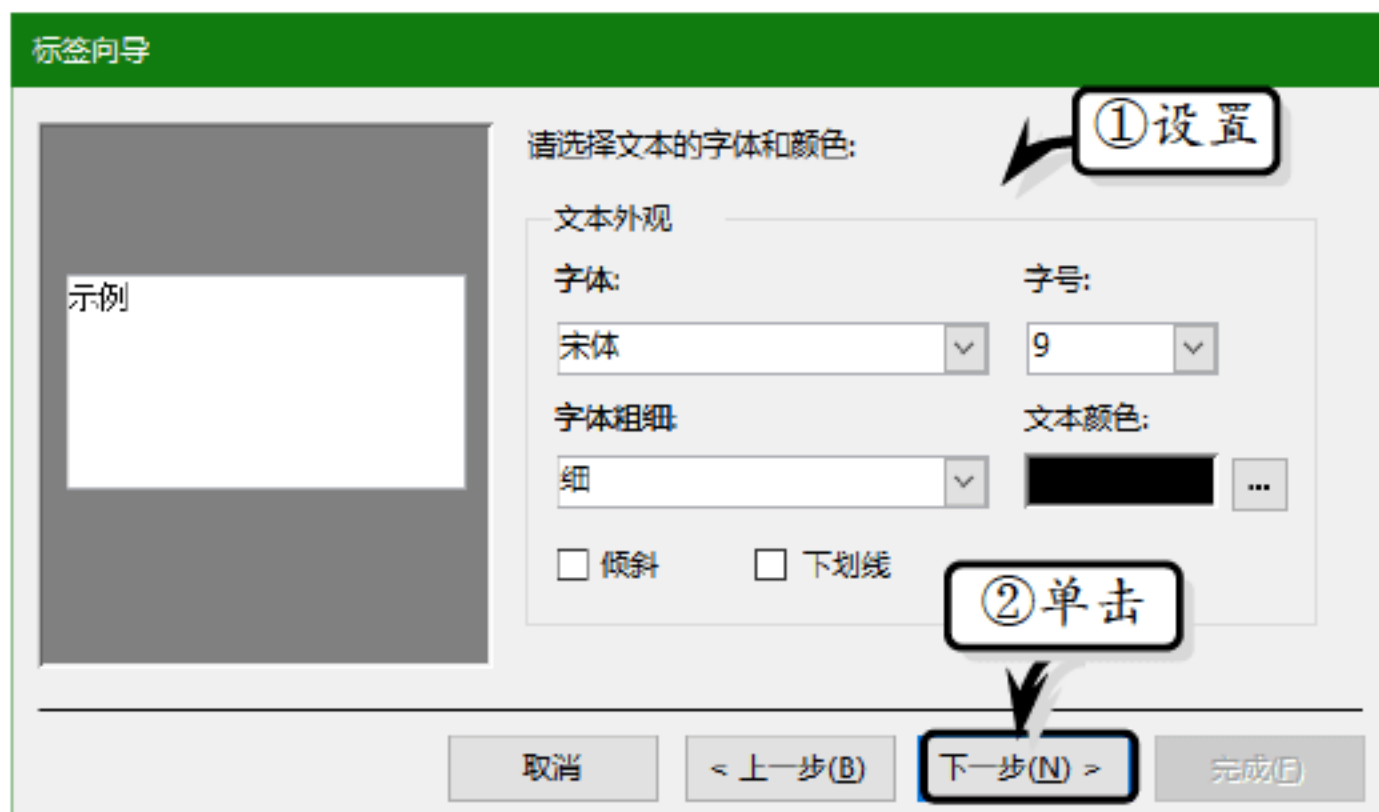 标签向导
①设置
请选择文本的字体和颜色:
示例
文本外观
字体:
字号:
宋体
9
字体粗细:
文本颜色:
细
...
倾斜
下划线
②单击
取消
< 上一步(B)
下一步(N) >
完成(F)